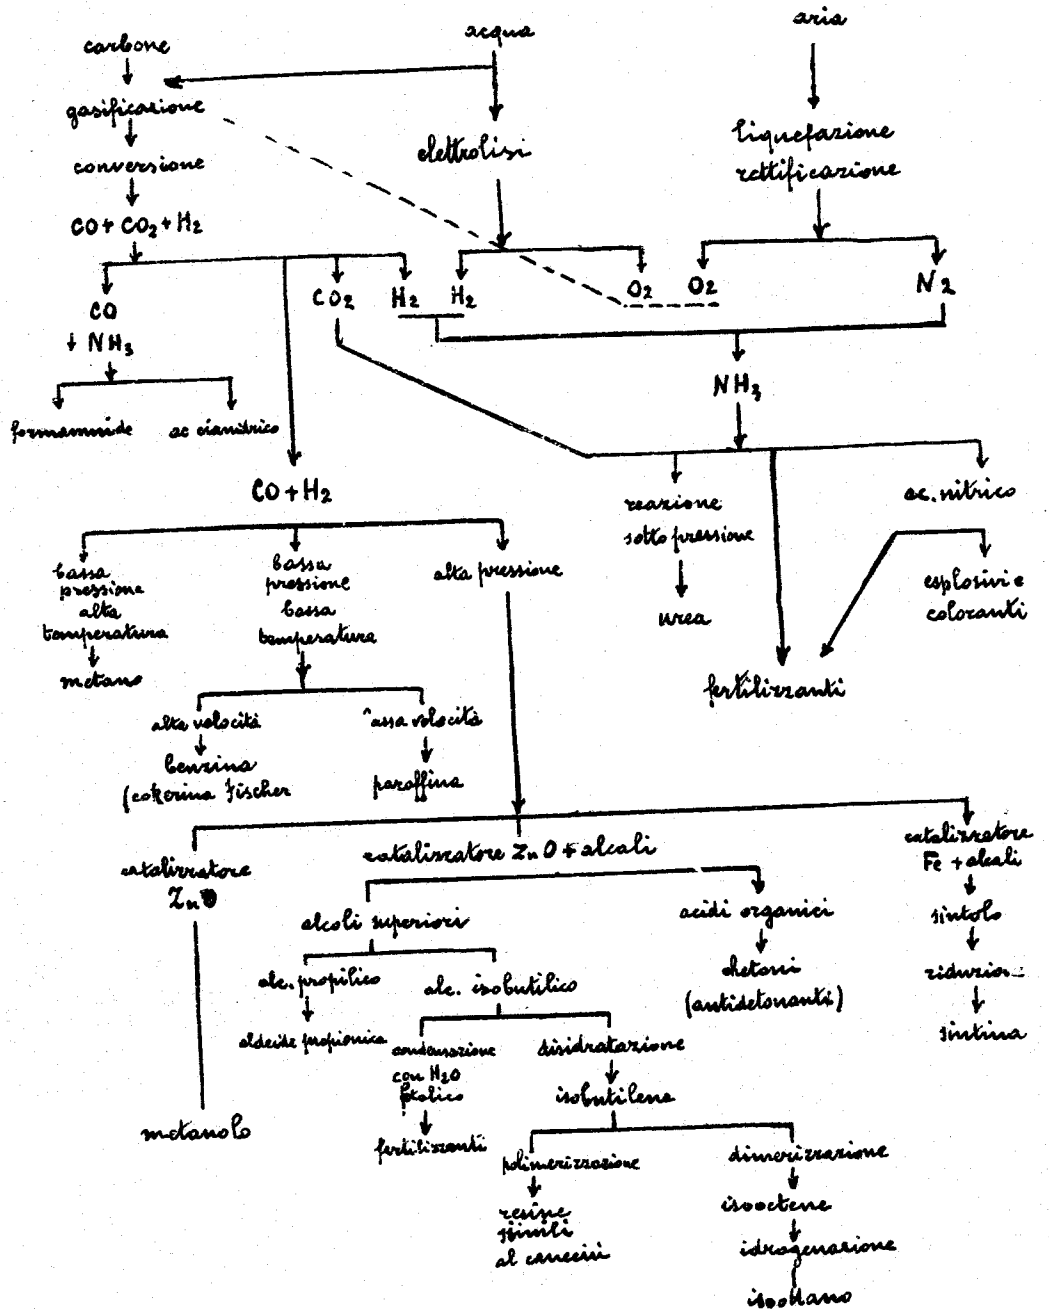 carbone
acqua
aria
gasificazione
elettrolisi
liquefazione
rettificazione
conversione
CO + CO2 + H2
CO
CO2
H2
H2
O2
O2
N2
NH3
NH3
formammide
ac cianidrico
CO + H2
reazione
sotto pressione
urea
ac. nitrico
esplosivi e
coloranti
fertilizzanti
bassa
pressione
alta
temperatura
metano
bassa
pressione
bassa
temperatura
alta pressione
alta velocità
assa velocità
benzina
(cokerina Fischer
paraffina
catalizzatore
catalizzatore ZnO + alcali
catalizzatore
Fe + alcali
alcoli superiori
acidi organici
sintolo
alc. propilico
alc. isobutilico
chetoni
(antidetonanti)
aldeide propionica
condensazione
con H2O
ftalico
fertilizzanti
disidratazione
isobutilene
sintina
metanolo
polimerizzazione
dimerizzazione
resine
simili
al
isooctene
idrogenazione
isoottano